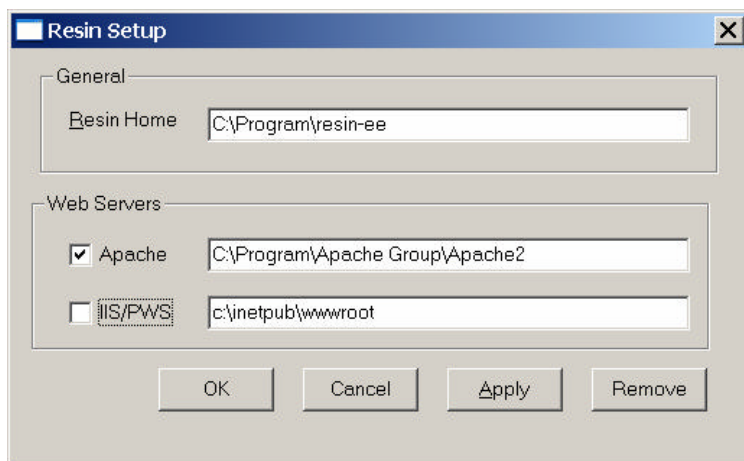 Resin Setup
General
Resin Home C:\Program\resin-ee
Web Servers
Apache C:\Program\Apache Group\Apache2
IIS/PWS c:\inetpub\wwwroot
OK Cancel Apply Remove